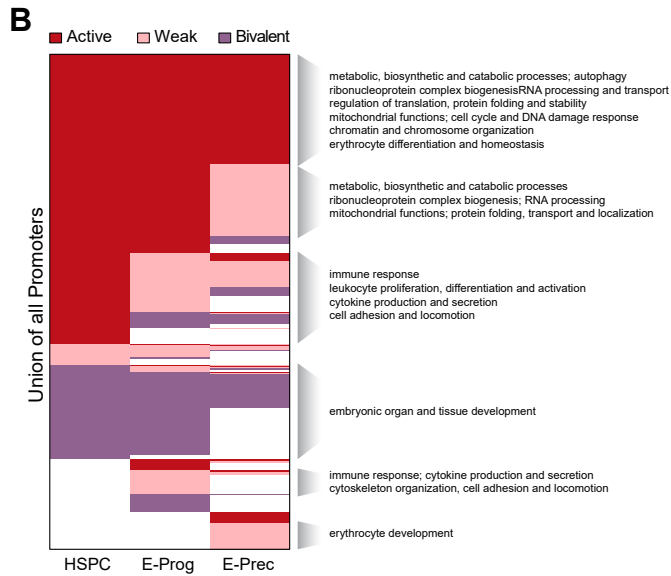 B
Active Weak Bivalent
metabolic, biosynthetic and catabolic processes; autophagy
ribonucleoprotein complex biogenesisRNA processing and transport
regulation of translation, protein folding and stability
mitochondrial functions; cell cycle and DNA damage response
chromatin and chromosome organization
erythrocyte differentiation and homeostasis
metabolic, biosynthetic and catabolic processes
ribonucleoprotein complex biogenesis; RNA processing
mitochondrial functions; protein folding, transport and localization
Union of all Promoters
immune response
leukocyte proliferation, differentiation and activation
cytokine production and secretion
cell adhesion and locomotion
embryonic organ and tissue development
immune response; cytokine production and secretion
cytoskeleton organization, cell adhesion and locomotion
erythrocyte development
HSPC E-Prog E-Prec